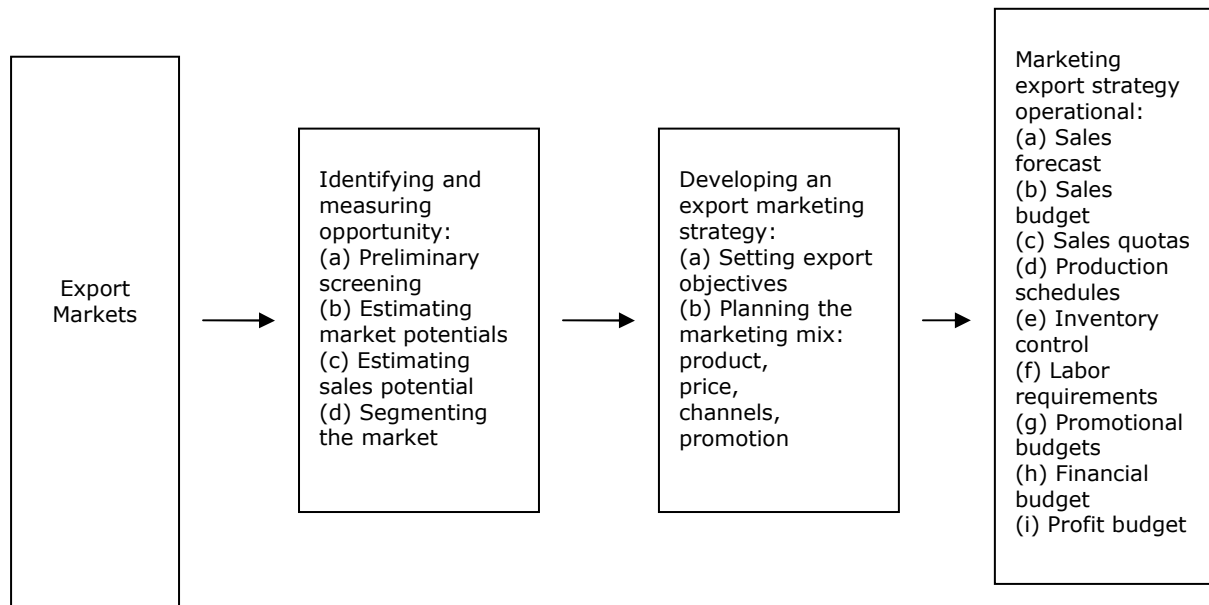 Export
Markets
Identifying and
measuring
opportunity:
(a) Preliminary
screening
(b) Estimating
market potentials
(c) Estimating
sales potential
(d) Segmenting
the market
Developing an
export marketing
strategy:
(a) Setting export
objectives
(b) Planning the
marketing mix:
product,
price,
channels,
promotion
Marketing
export strategy
operational:
(a) Sales
forecast
(b) Sales
budget
(c) Sales quotas
(d) Production
schedules
(e) Inventory
control
(f) Labor
requirements
(g) Promotional
budgets
(h) Financial
budget
(i) Profit budget